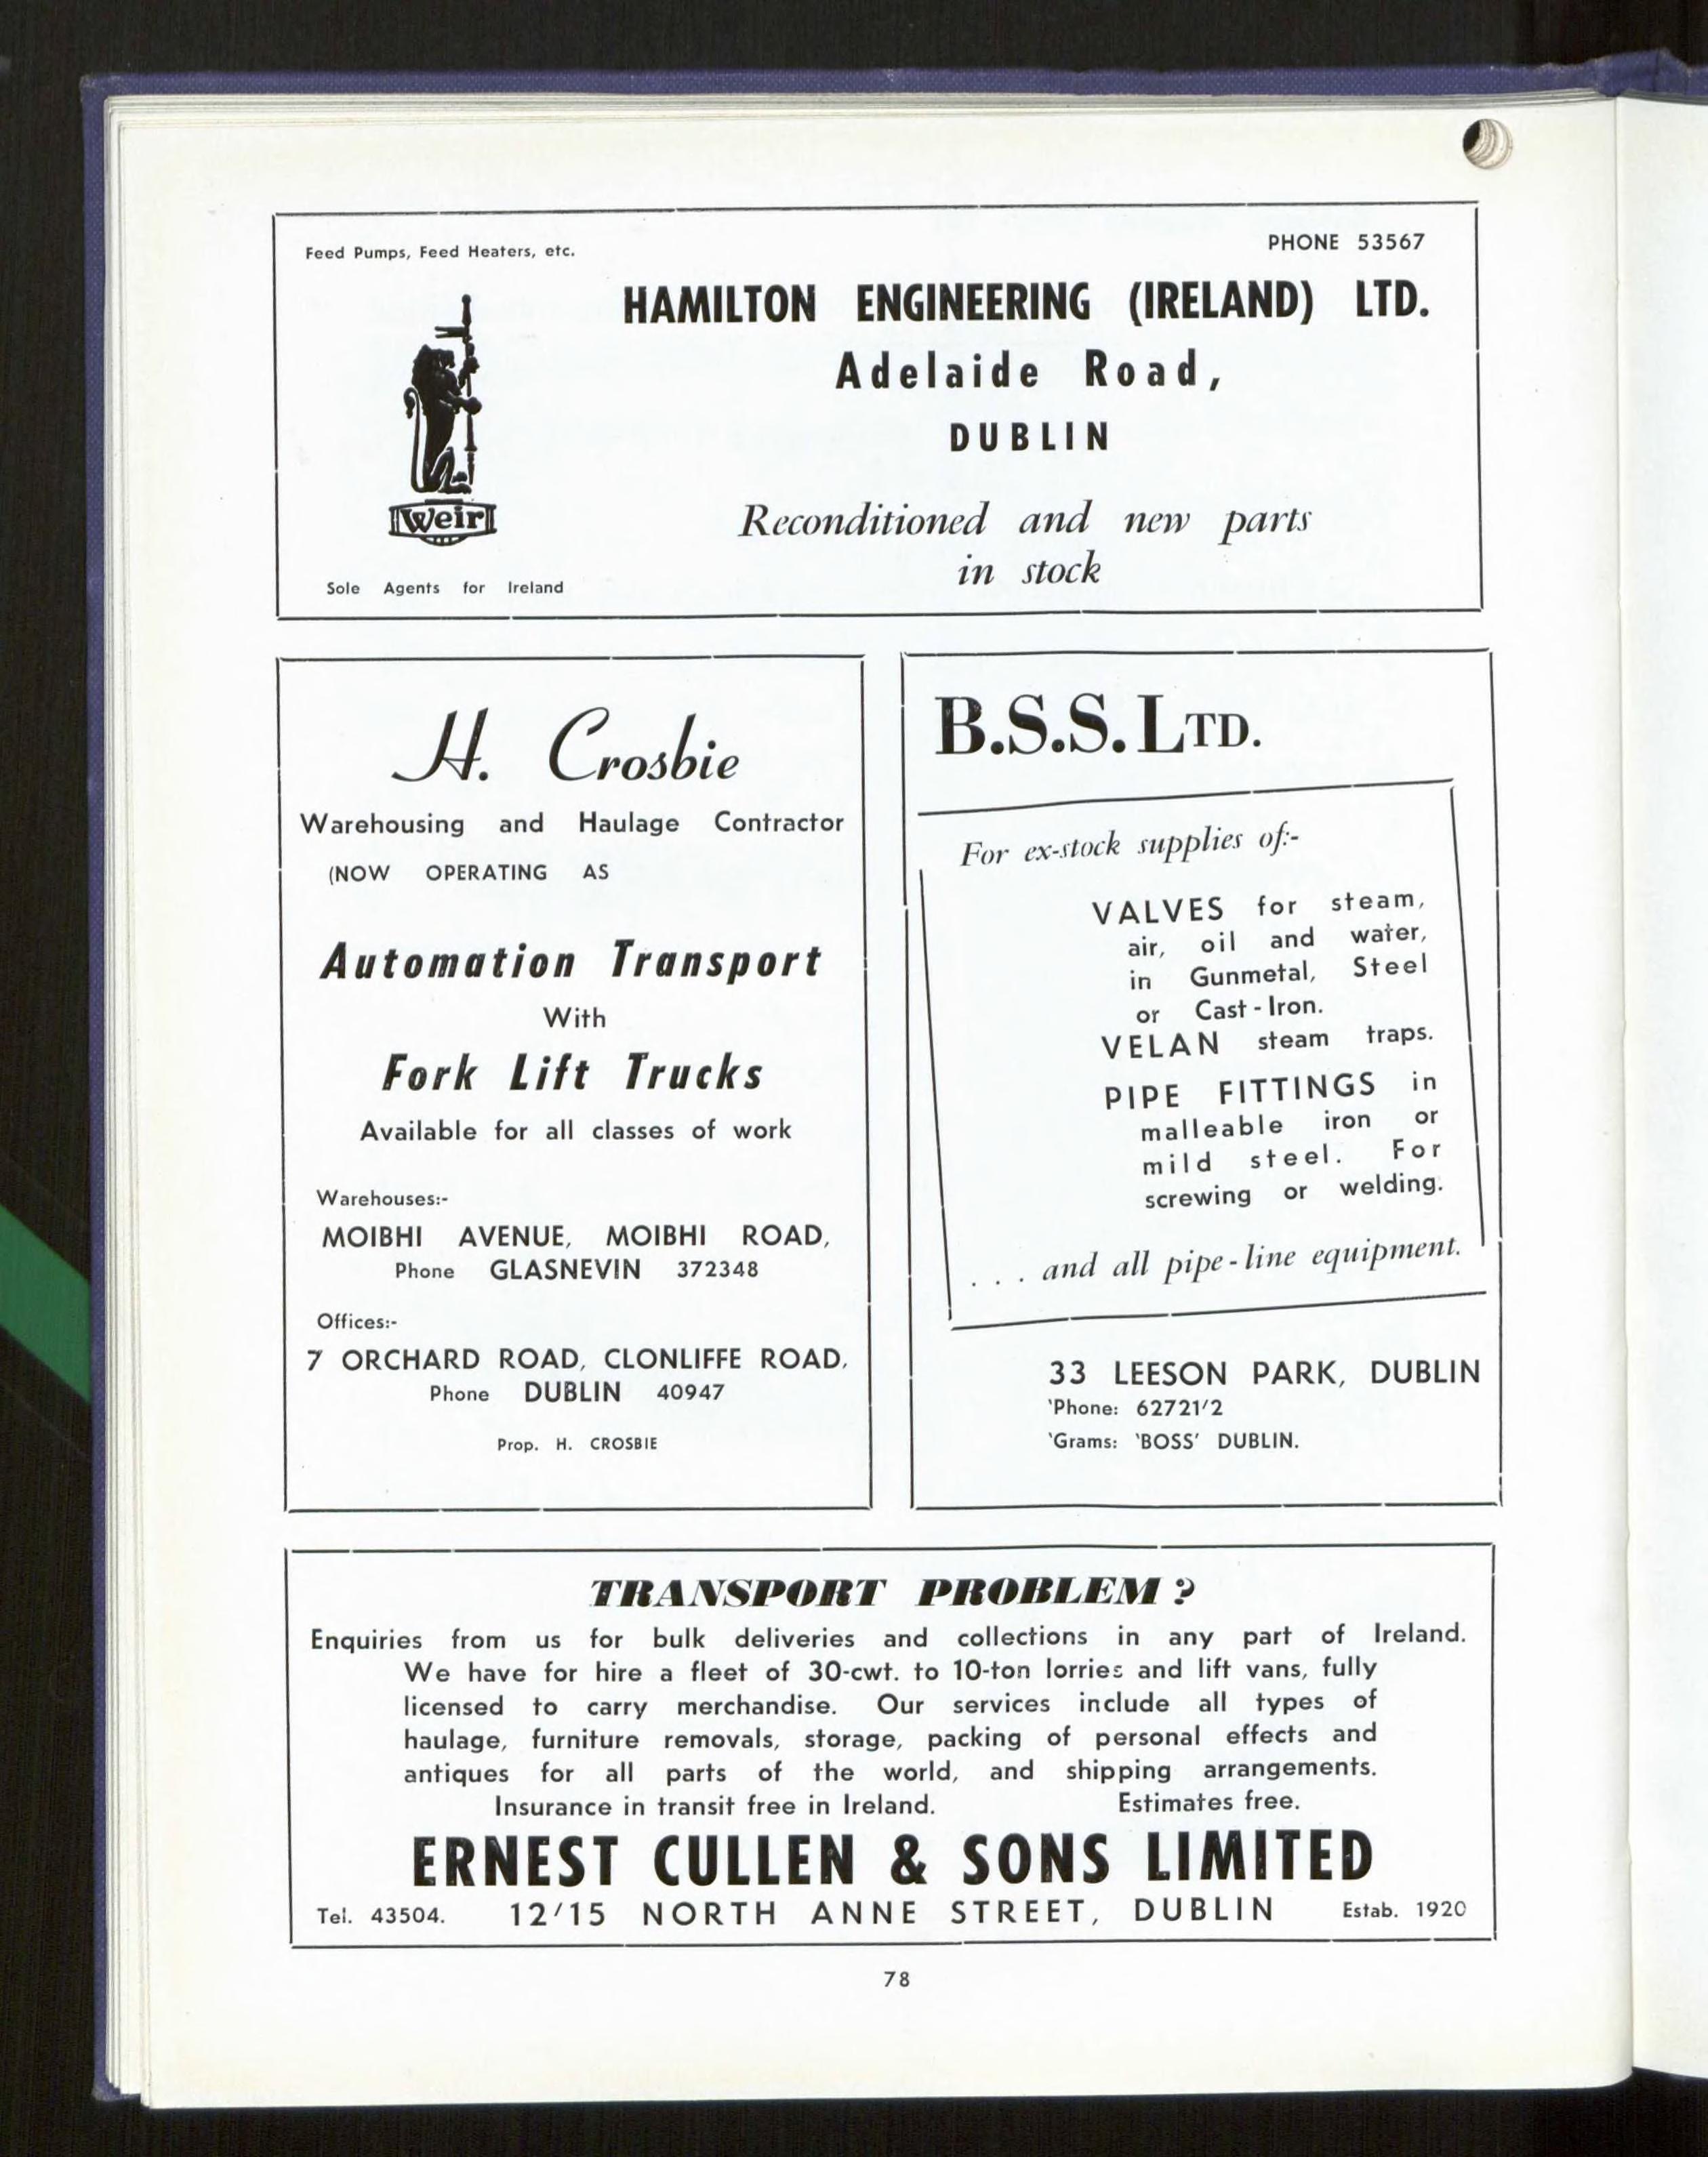 Feed Pumps, Feed Heaters, etc.
PHONE 53567
HAMILTON ENGINEERING (IRELAND) LTD.
Adelaide Road,
DUBLIN
Weir
Reconditioned and new parts
in stock
Sole Agents for Ireland
H. Crosbie
Warehousing and Haulage Contractor
(NOW OPERATING AS
Automation Transport
With
Fork Lift Trucks
Available for all classes of work
Warehouses:-
MOIBHI AVENUE, MOIBHI ROAD,
Phone GLASNEVIN 372348
Offices:-
7 ORCHARD ROAD, CLONLIFFE ROAD,
Phone DUBLIN 40947
Prop. H. CROSBIE
B.S.S. LTD.
For ex-stock supplies of:-
VALVES for steam,
air, oil and water,
in Gunmetal, Steel
or Cast-Iron.
VELAN steam traps.
PIPE FITTINGS in
malleable iron or
mild steel. For
screwing or welding.
. . . and all pipe-line equipment.
33 LEESON PARK, DUBLIN
'Phone: 62721/2
'Grams: 'BOSS' DUBLIN.
TRANSPORT PROBLEM?
Enquiries from us for bulk deliveries and collections in any part of Ireland.
We have for hire a fleet of 30-cwt. to 10-ton lorries and lift vans, fully
licensed to carry merchandise. Our services include all types of
haulage, furniture removals, storage, packing of personal effects and
antiques for all parts of the world, and shipping arrangements.
Insurance in transit free in Ireland. Estimates free.
ERNEST CULLEN & SONS LIMITED
Tel. 43504. 12/15 NORTH ANNE STREET, DUBLIN Estab. 1920
78